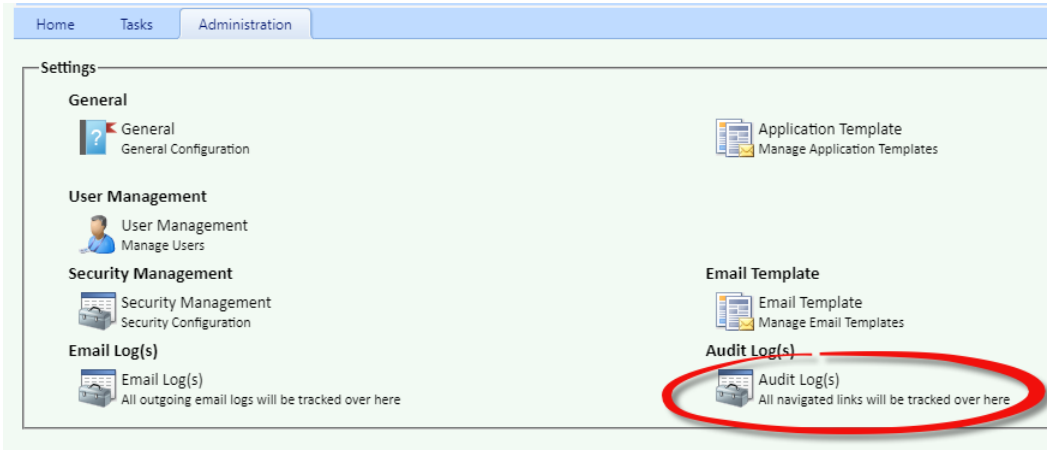 Home Tasks Administration
Settings
General
General
General Configuration
Application Template
Manage Application Templates
User Management
User Management
Manage Users
Security Management
Security Management
Security Configuration
Email Template
Email Template
Manage Email Templates
Email Log(s)
Email Log(s)
All outgoing email logs will be tracked over here
Audit Log(s)
Audit Log(s)
All navigated links will be tracked over here